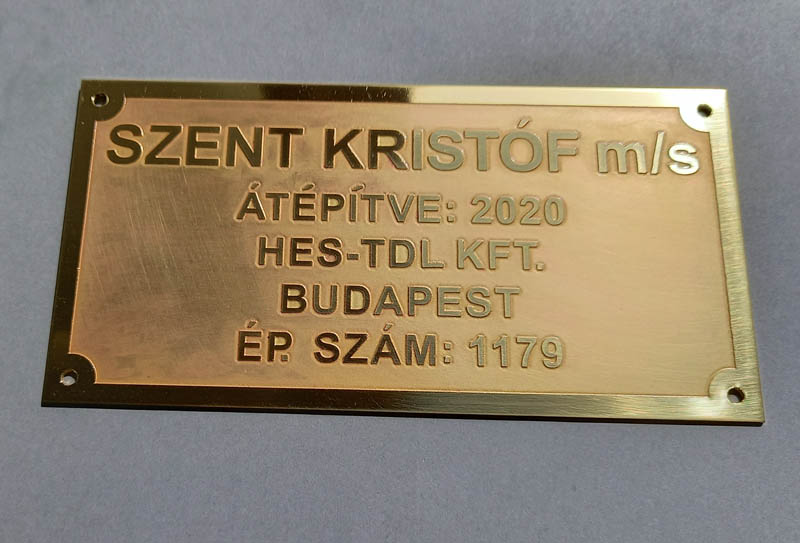 SZENT KRISTÓF m/s
ÁTÉPÍTVE: 2020
HES-TDL KFT.
BUDAPEST
ÉP. SZÁM: 1179